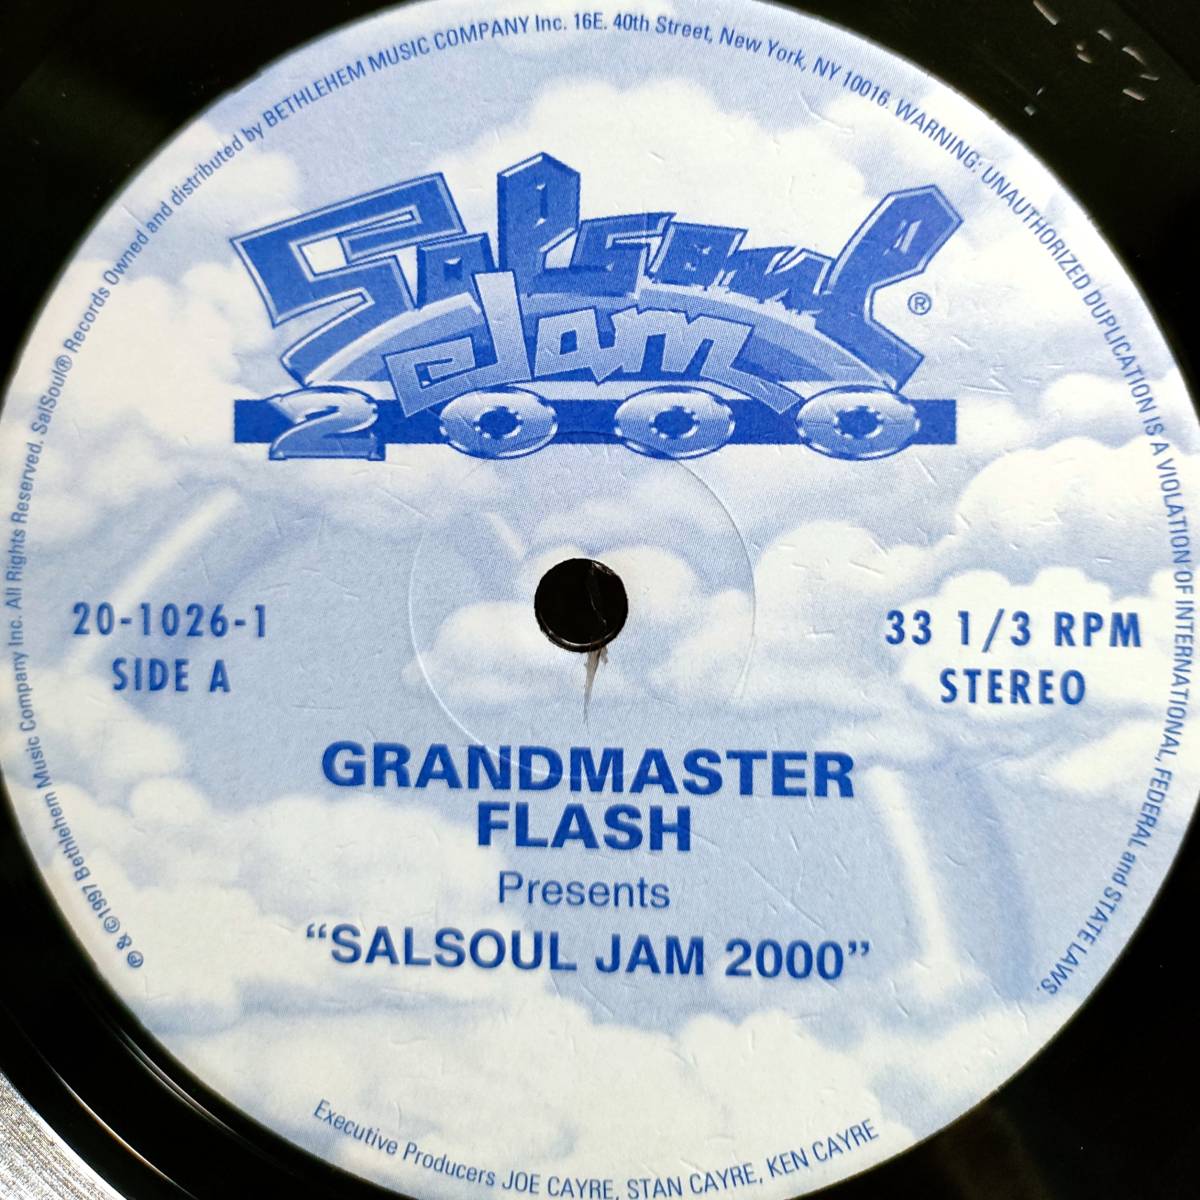 ℗ & ©1997 Bethlehem Music Company Inc. All Rights Reserved. SalSoul® Records Owned and distributed by BETHLEHEM MUSIC COMPANY Inc. 16E. 40th Street, New York, NY 10016. WARNING: UNAUTHORIZED DUPLICATION IS A VIOLATION OF INTERNATIONAL, FEDERAL and STATE LAWS.
Salsoul ®
Jam
2000
20-1026-1
SIDE A
33 1/3 RPM
STEREO
GRANDMASTER
FLASH
Presents
“SALSOUL JAM 2000”
Executive Producers JOE CAYRE, STAN CAYRE, KEN CAYRE